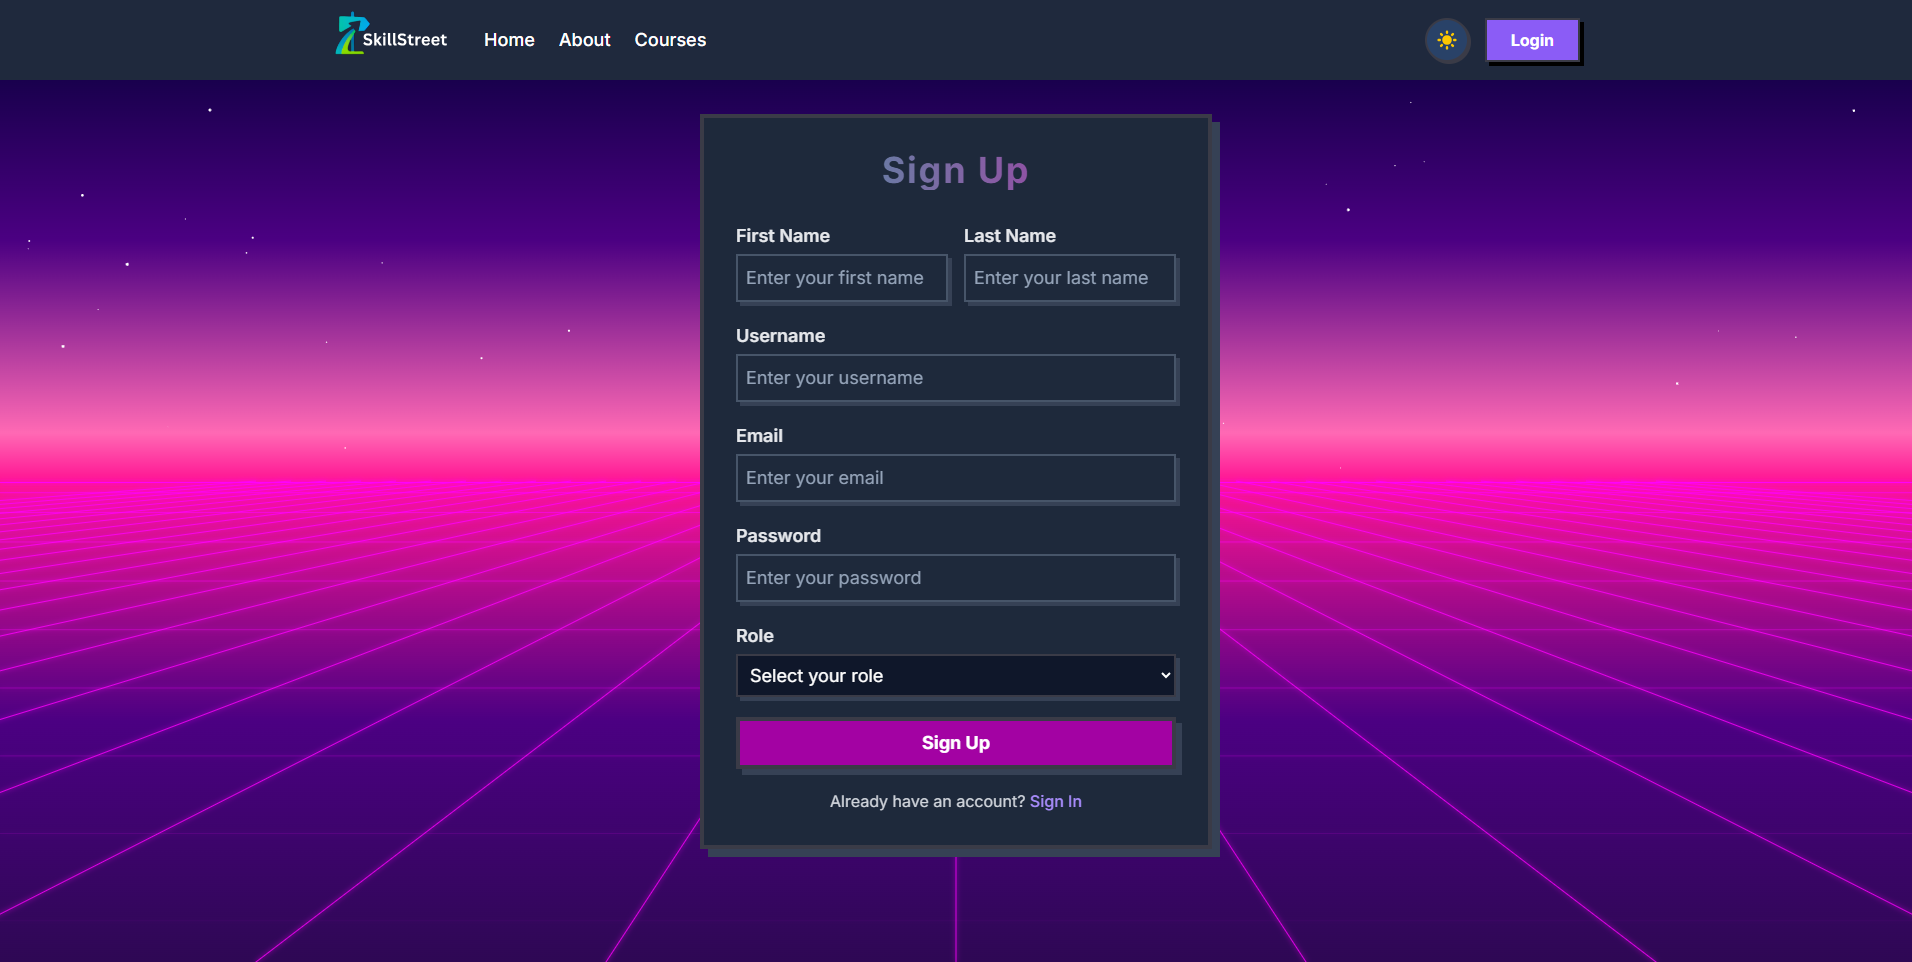 SkillStreet Home About Courses Login
Sign Up
First Name Last Name
Enter your first name Enter your last name
Username
Enter your username
Email
Enter your email
Password
Enter your password
Role
Select your role
Sign Up
Already have an account? Sign In